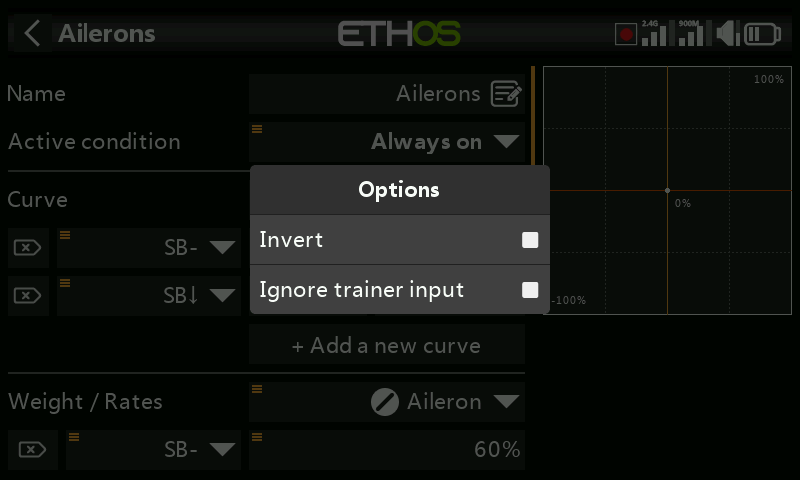 Ailerons
ETHOS
2.4G 900M
Name
Ailerons
100%
Active condition
Always on
Options
Curve
0%
Invert
SB-
Ignore trainer input
SB↓
-100%
+ Add a new curve
Weight / Rates
Aileron
SB-
60%